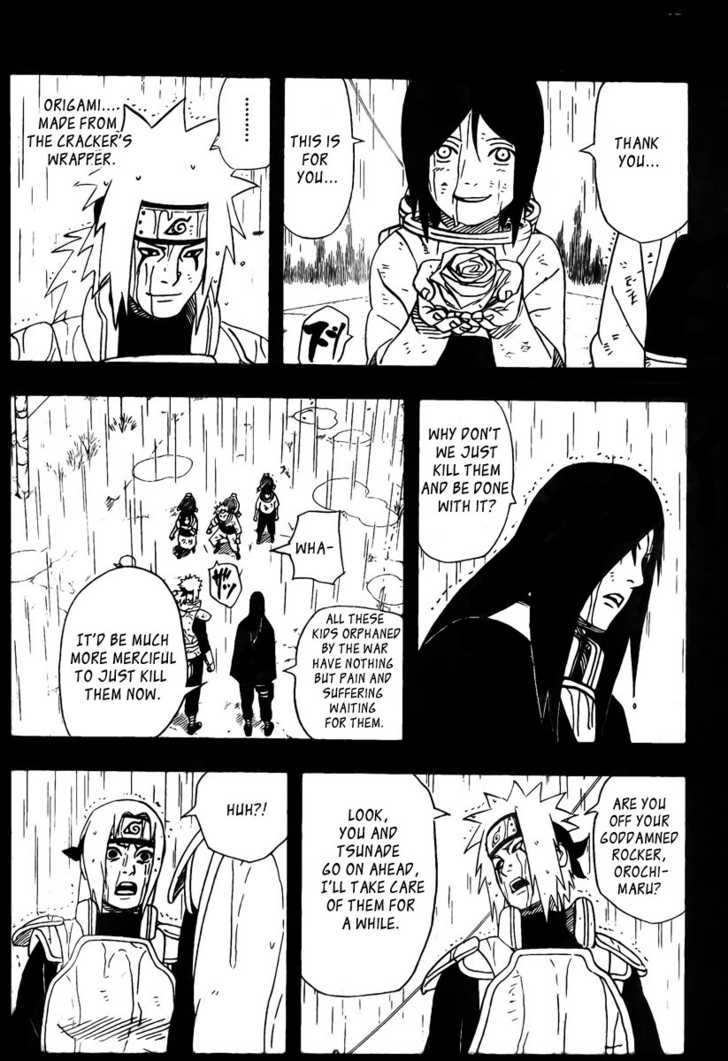 THANK
YOU...
THIS IS
FOR
YOU...
.........
ORIGAMI....
MADE FROM
THE CRACKER'S
WRAPPER.
WHY DON'T
WE JUST
KILL THEM
AND BE DONE
WITH IT?
WHA-
ALL THESE
KIDS ORPHANED
BY THE WAR
HAVE NOTHING
BUT PAIN AND
SUFFERING
WAITING
FOR THEM.
IT'D BE MUCH
MORE MERCIFUL
TO JUST KILL
THEM NOW.
ARE YOU
OFF YOUR
GODDAMNED
ROCKER,
OROCHI-
MARU?
LOOK,
YOU AND
TSUNADE
GO ON AHEAD,
I'LL TAKE CARE
OF THEM FOR
A WHILE.
HUH?!